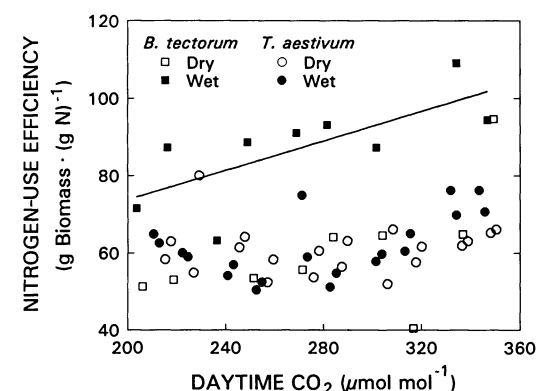 NITROGEN-USE EFFICIENCY
(g Biomass · (g N)⁻¹)
120
100
80
60
40
B. tectorum T. aestivum
□ Dry ○ Dry
■ Wet ● Wet
200 240 280 320 360
DAYTIME CO₂ (µmol mol⁻¹)